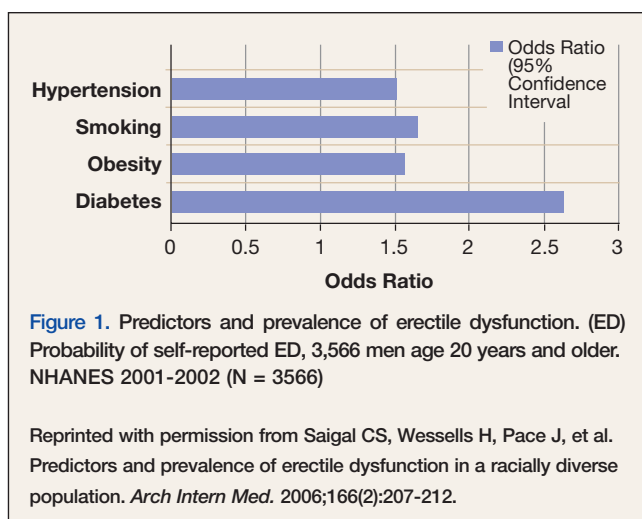 Odds Ratio
(95%
Confidence
Interval
Hypertension
Smoking
Obesity
Diabetes
0 0.5 1 1.5 2 2.5 3
Odds Ratio
Figure 1. Predictors and prevalence of erectile dysfunction. (ED)
Probability of self-reported ED, 3,566 men age 20 years and older.
NHANES 2001-2002 (N = 3566)
Reprinted with permission from Saigal CS, Wessells H, Pace J, et al.
Predictors and prevalence of erectile dysfunction in a racially diverse
population. Arch Intern Med. 2006;166(2):207-212.